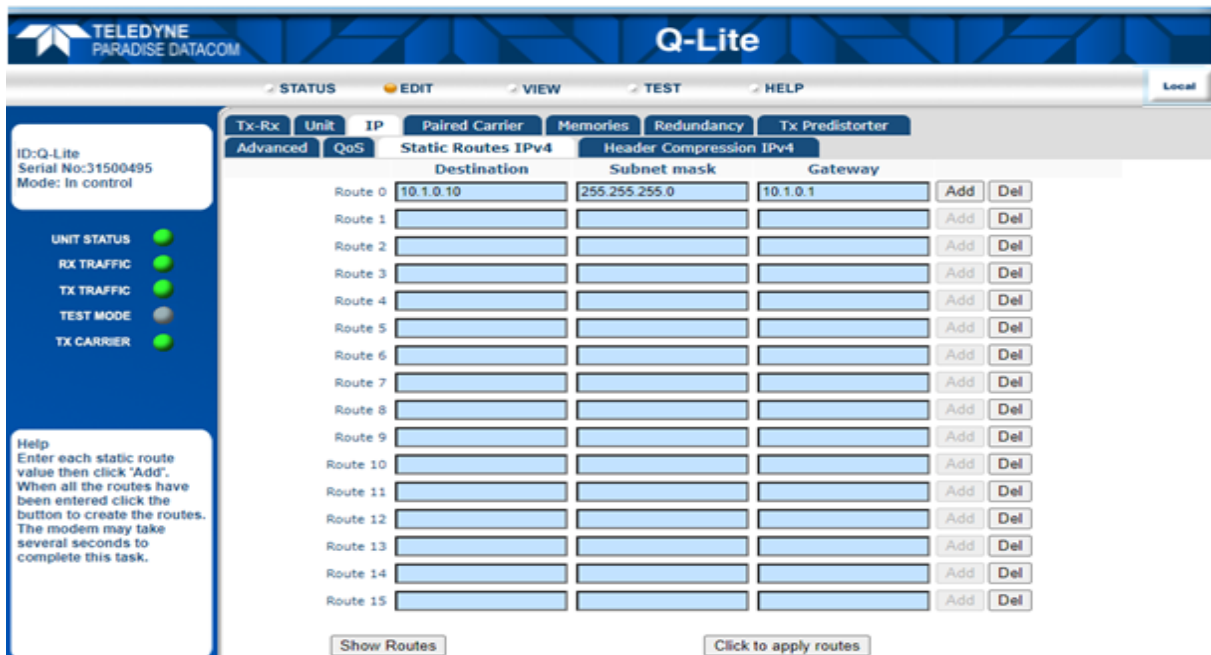 TELEDYNE
PARADISE DATACOM
Q-Lite
STATUS EDIT VIEW TEST HELP
Local
ID:Q-Lite
Serial No:31500495
Mode: In control
UNIT STATUS
RX TRAFFIC
TX TRAFFIC
TEST MODE
TX CARRIER
Help
Enter each static route
value then click 'Add'.
When all the routes have
been entered click the
button to create the routes.
The modem may take
several seconds to
complete this task.
Tx-Rx Unit IP Paired Carrier Memories Redundancy Tx Predistorter
Advanced QoS Static Routes IPv4 Header Compression IPv4
Destination Subnet mask Gateway
Route 0 10.1.0.10 255.255.255.0 10.1.0.1 Add Del
Route 1 Add Del
Route 2 Add Del
Route 3 Add Del
Route 4 Add Del
Route 5 Add Del
Route 6 Add Del
Route 7 Add Del
Route 8 Add Del
Route 9 Add Del
Route 10 Add Del
Route 11 Add Del
Route 12 Add Del
Route 13 Add Del
Route 14 Add Del
Route 15 Add Del
Show Routes Click to apply routes